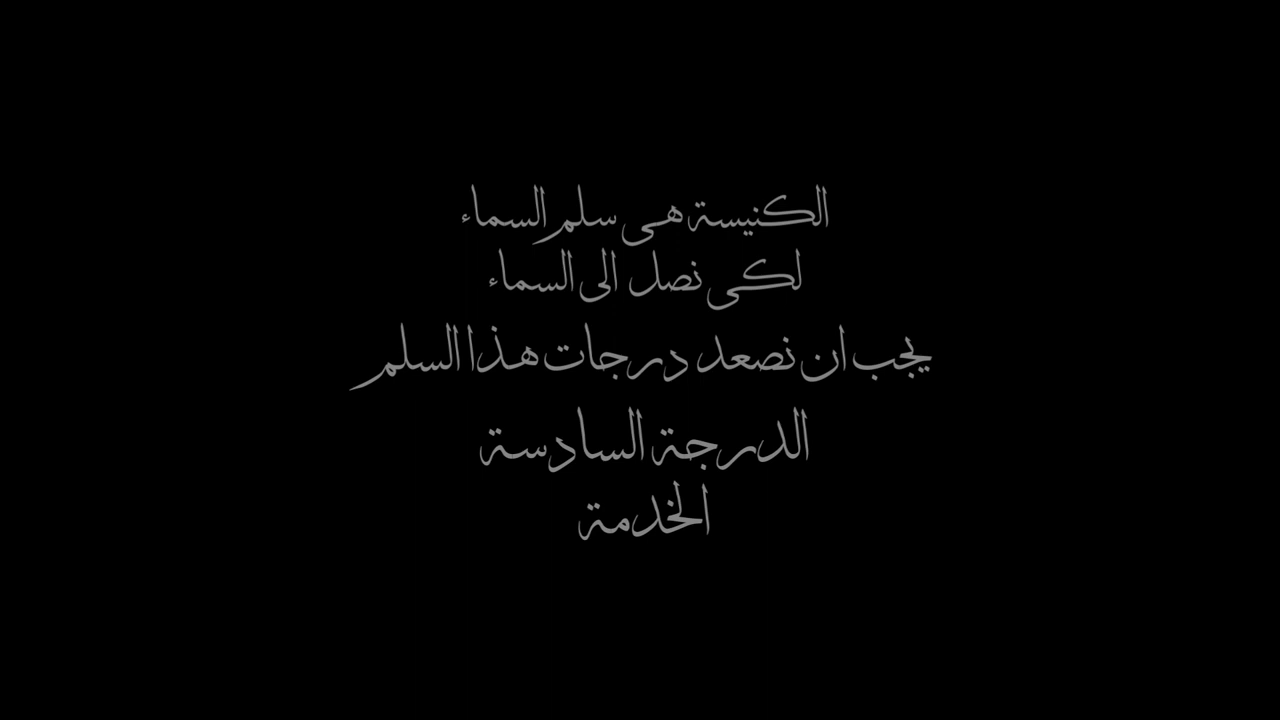 الكنيسة هى سلم السماء
لكى نصل الى السماء
يجب ان نصعد درجات هذا السلم
الدرجة السادسة
الخدمة